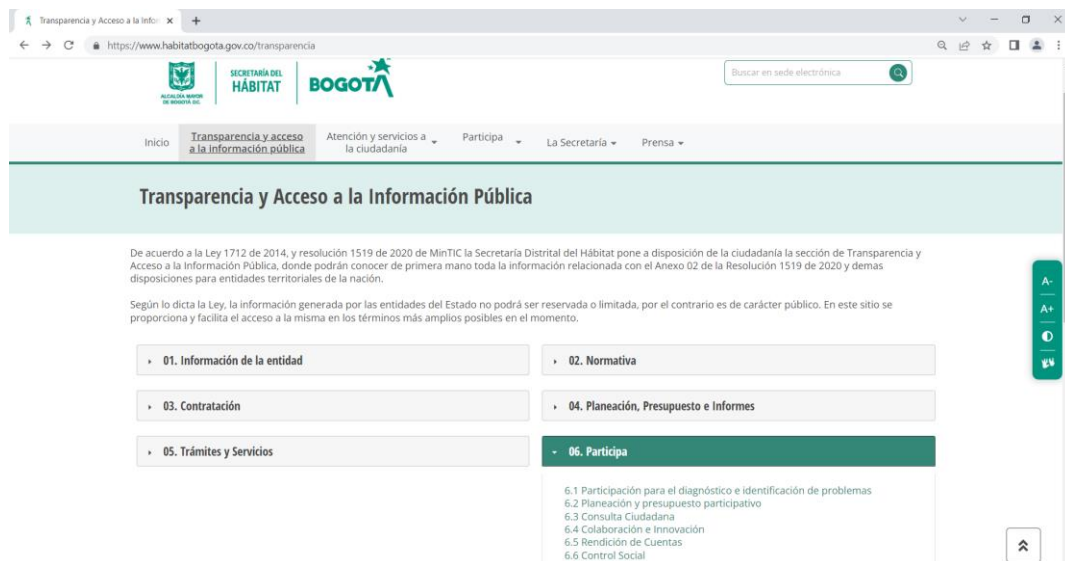 Transparencia y Acceso a la Infor
https://www.habitatbogota.gov.co/transparencia
ALCALDÍA MAYOR
DE BOGOTÁ D.C.
SECRETARÍA DEL
HÁBITAT
BOGOTÁ
Buscar en sede electrónica
Inicio
Transparencia y acceso
a la información pública
Atención y servicios a
la ciudadanía
Participa
La Secretaría
Prensa
Transparencia y Acceso a la Información Pública
De acuerdo a la Ley 1712 de 2014, y resolución 1519 de 2020 de MinTIC la Secretaría Distrital del Hábitat pone a disposición de la ciudadanía la sección de Transparencia y
Acceso a la Información Pública, donde podrán conocer de primera mano toda la información relacionada con el Anexo 02 de la Resolución 1519 de 2020 y demas
disposiciones para entidades territoriales de la nación.
Según lo dicta la Ley, la información generada por las entidades del Estado no podrá ser reservada o limitada, por el contrario es de carácter público. En este sitio se
proporciona y facilita el acceso a la misma en los términos más amplios posibles en el momento.
A-
A+
01. Información de la entidad
02. Normativa
03. Contratación
04. Planeación, Presupuesto e Informes
05. Trámites y Servicios
06. Participa
6.1 Participación para el diagnóstico e identificación de problemas
6.2 Planeación y presupuesto participativo
6.3 Consulta Ciudadana
6.4 Colaboración e Innovación
6.5 Rendición de Cuentas
6.6 Control Social